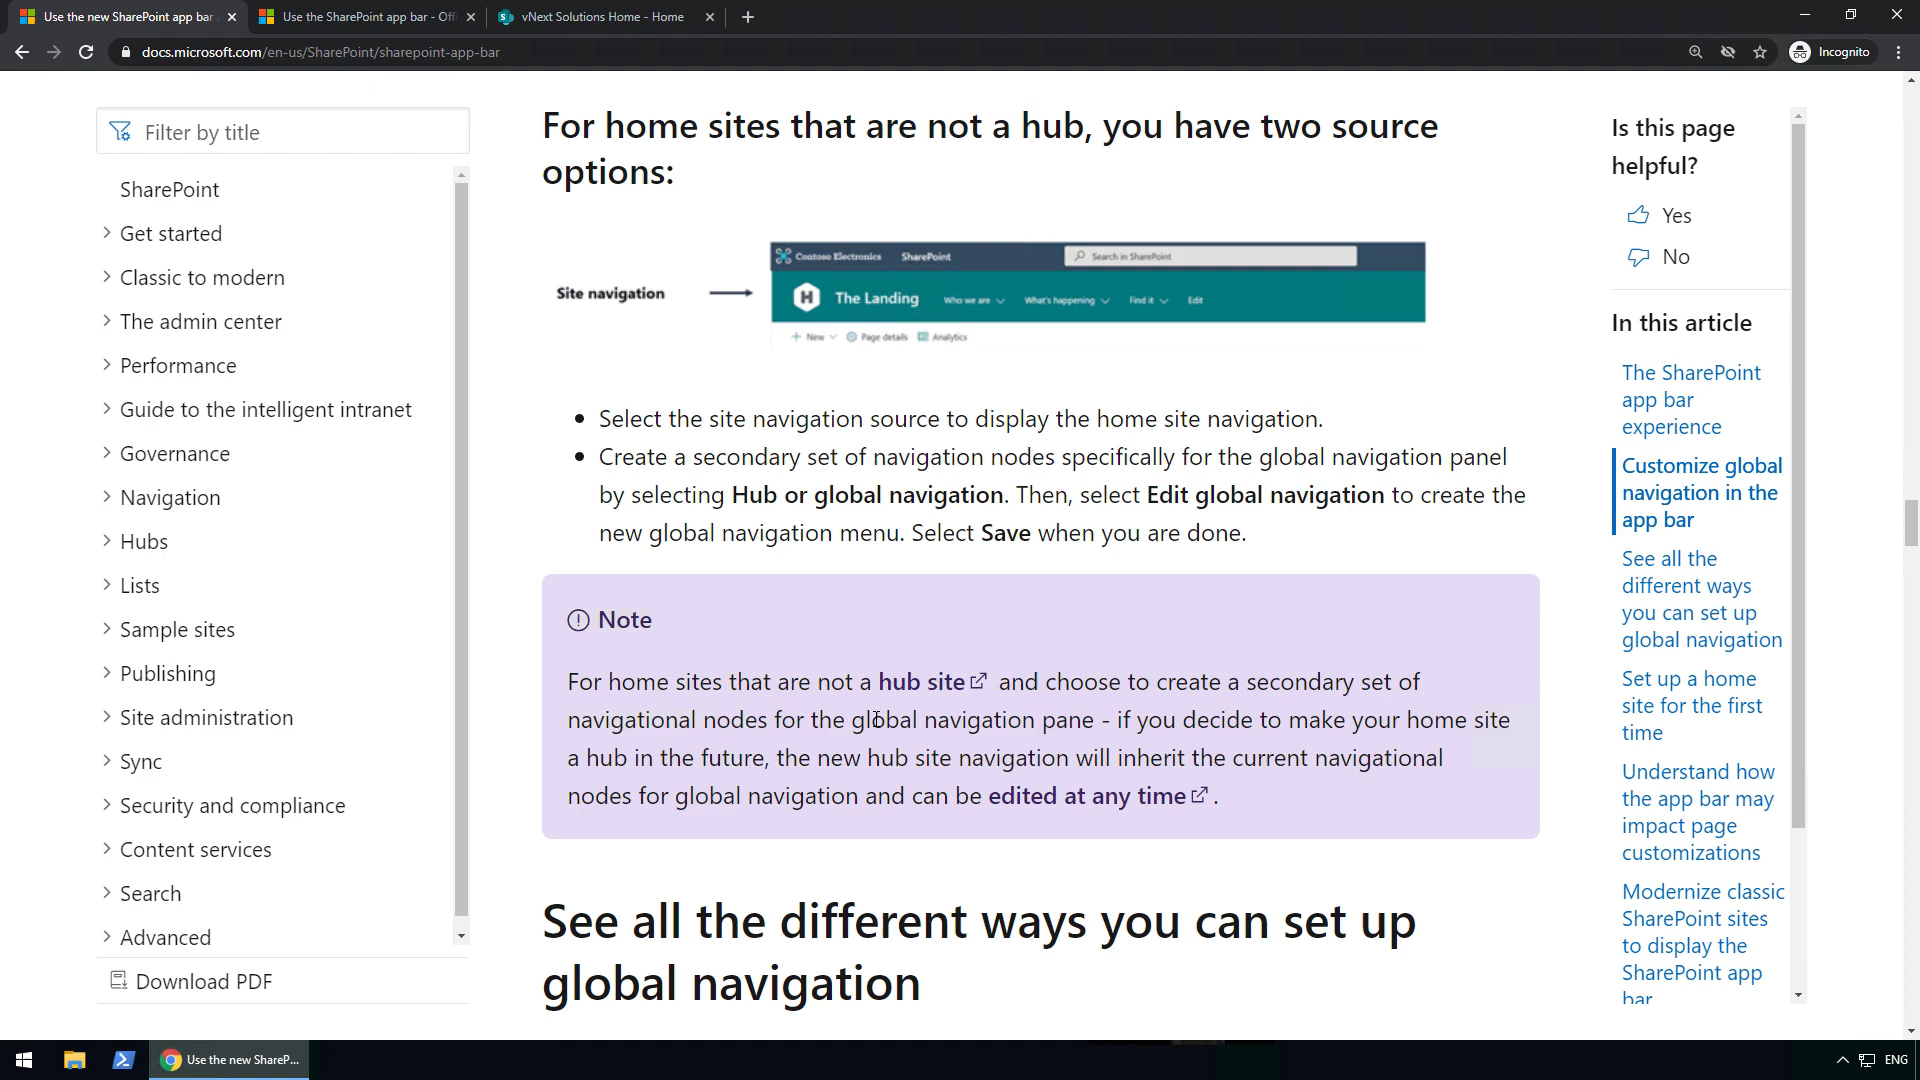 Use the new SharePoint app bar
Use the SharePoint app bar - Offi
vNext Solutions Home - Home
docs.microsoft.com/en-us/SharePoint/sharepoint-app-bar
Incognito
Filter by title
SharePoint
Get started
Classic to modern
The admin center
Performance
Guide to the intelligent intranet
Governance
Navigation
Hubs
Lists
Sample sites
Publishing
Site administration
Sync
Security and compliance
Content services
Search
Advanced
Download PDF
For home sites that are not a hub, you have two source
options:
Site navigation
Contoso Electronics
SharePoint
Search in SharePoint
H
The Landing
Who we are
What's happening
Find it
Edit
New
Page details
Analytics
Select the site navigation source to display the home site navigation.
Create a secondary set of navigation nodes specifically for the global navigation panel
by selecting Hub or global navigation. Then, select Edit global navigation to create the
new global navigation menu. Select Save when you are done.
Note
For home sites that are not a hub site and choose to create a secondary set of
navigational nodes for the global navigation pane - if you decide to make your home site
a hub in the future, the new hub site navigation will inherit the current navigational
nodes for global navigation and can be edited at any time .
See all the different ways you can set up
global navigation
Is this page
helpful?
Yes
No
In this article
The SharePoint
app bar
experience
Customize global
navigation in the
app bar
See all the
different ways
you can set up
global navigation
Set up a home
site for the first
time
Understand how
the app bar may
impact page
customizations
Modernize classic
SharePoint sites
to display the
SharePoint app
bar
Use the new ShareP...
ENG